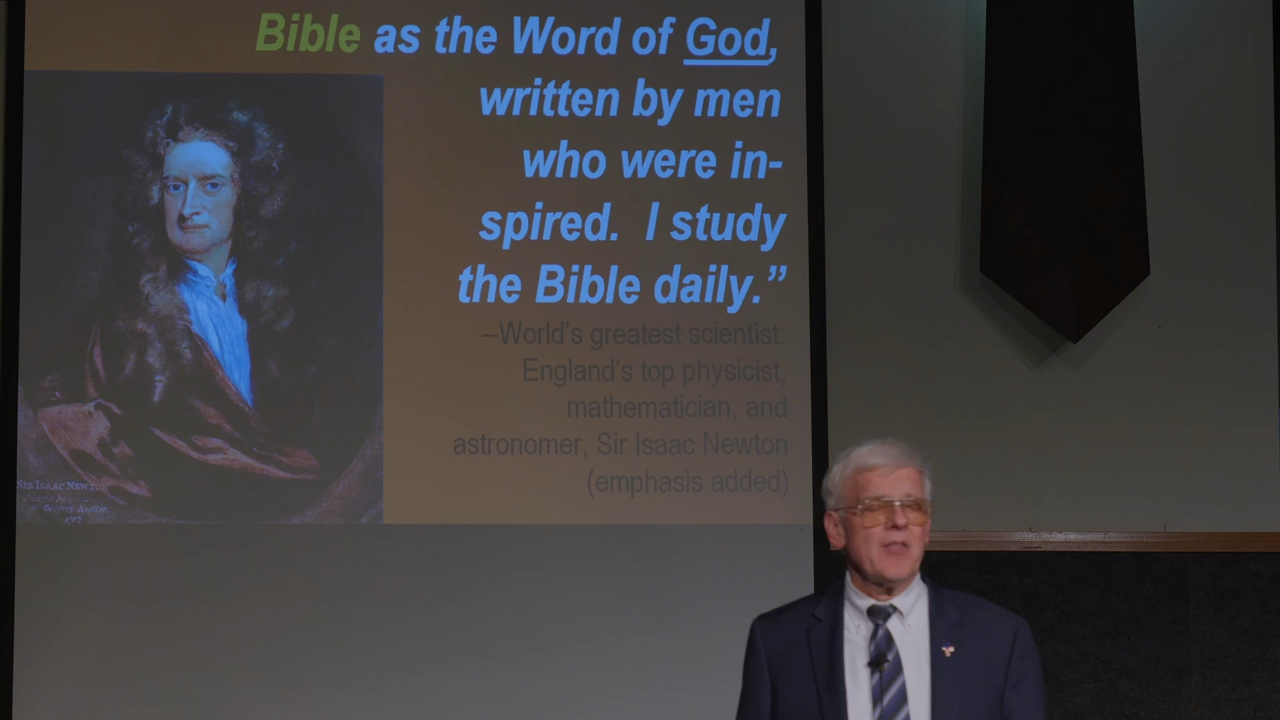 Bible as the Word of God,
written by men
who were in-
spired.  I study
the Bible daily.”
--World’s greatest scientist:
England’s top physicist,
mathematician, and
astronomer, Sir Isaac Newton
(emphasis added)
SIR ISAAC NEWTON